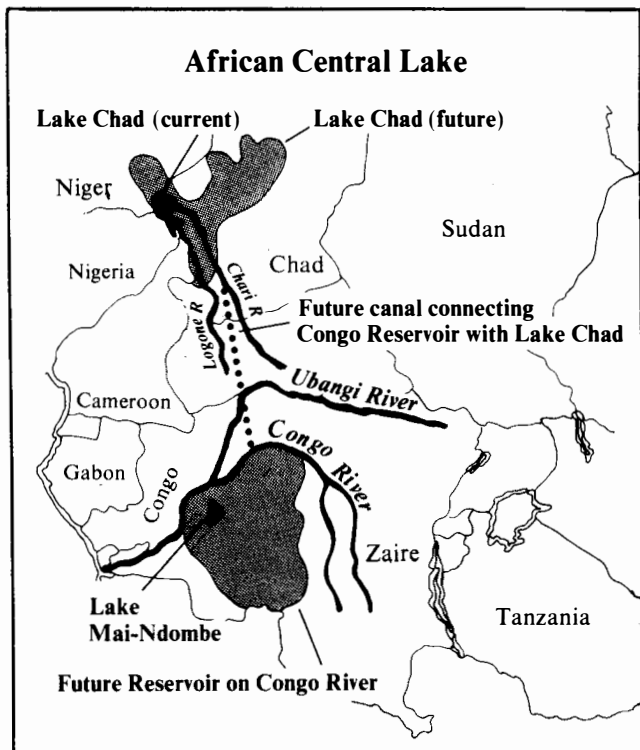 African Central Lake
Lake Chad (current)
Lake Chad (future)
Niger
Sudan
Nigeria
Chad
Chari R
Logone R
Future canal connecting
Congo Reservoir with Lake Chad
Ubangi River
Cameroon
Congo River
Gabon
Congo
Zaire
Lake
Mai-Ndombe
Tanzania
Future Reservoir on Congo River